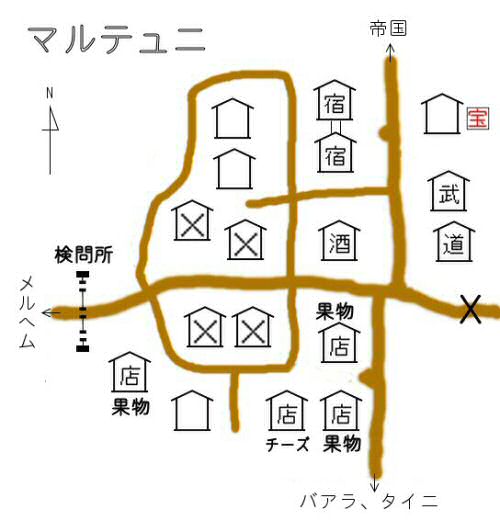 マルテュニ
帝国
N
宿
宝
宿
武
酒
道
検問所
メルヘム
果物
店
店
果物
店
チーズ
店
果物
バアラ、タイニ